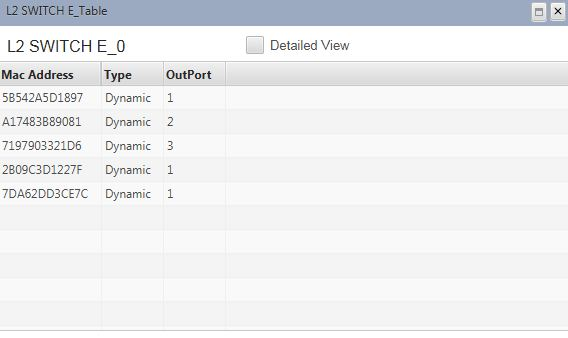 L2 SWITCH E_Table
L2 SWITCH E_0 Detailed View
Mac Address Type OutPort
5B542A5D1897 Dynamic 1
A17483B89081 Dynamic 2
7197903321D6 Dynamic 3
2B09C3D1227F Dynamic 1
7DA62DD3CE7C Dynamic 1